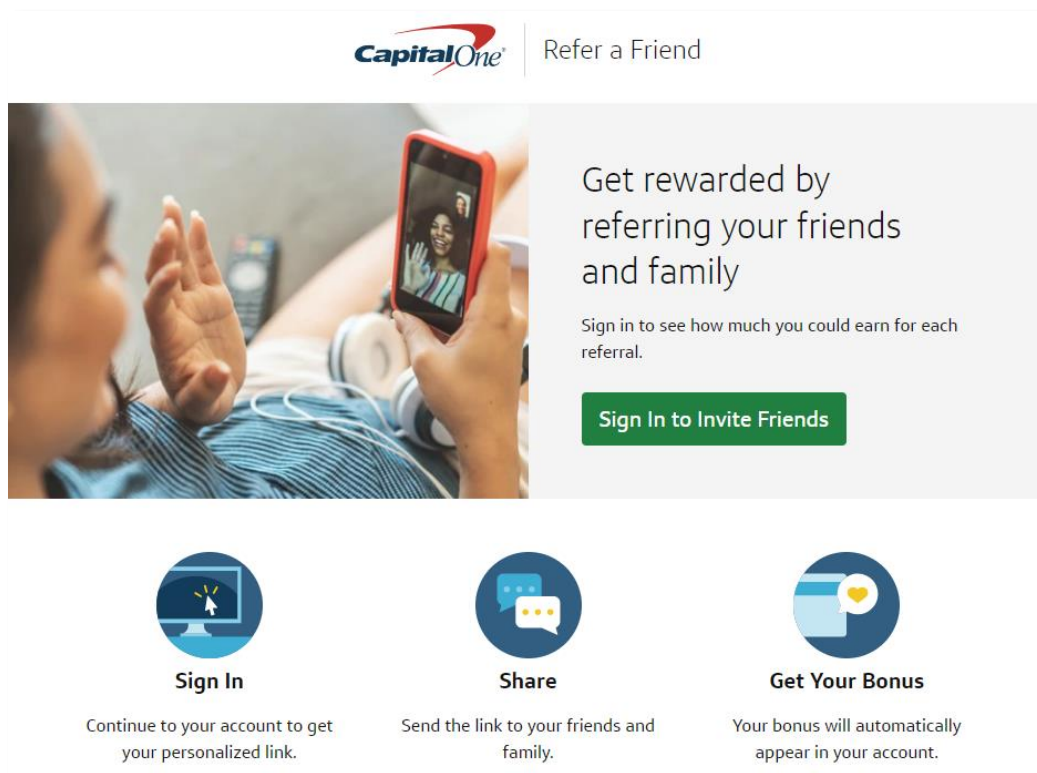 CapitalOne® Refer a Friend
Get rewarded by
referring your friends
and family
Sign in to see how much you could earn for each
referral.
Sign In to Invite Friends
Sign In
Continue to your account to get
your personalized link.
Share
Send the link to your friends and
family.
Get Your Bonus
Your bonus will automatically
appear in your account.